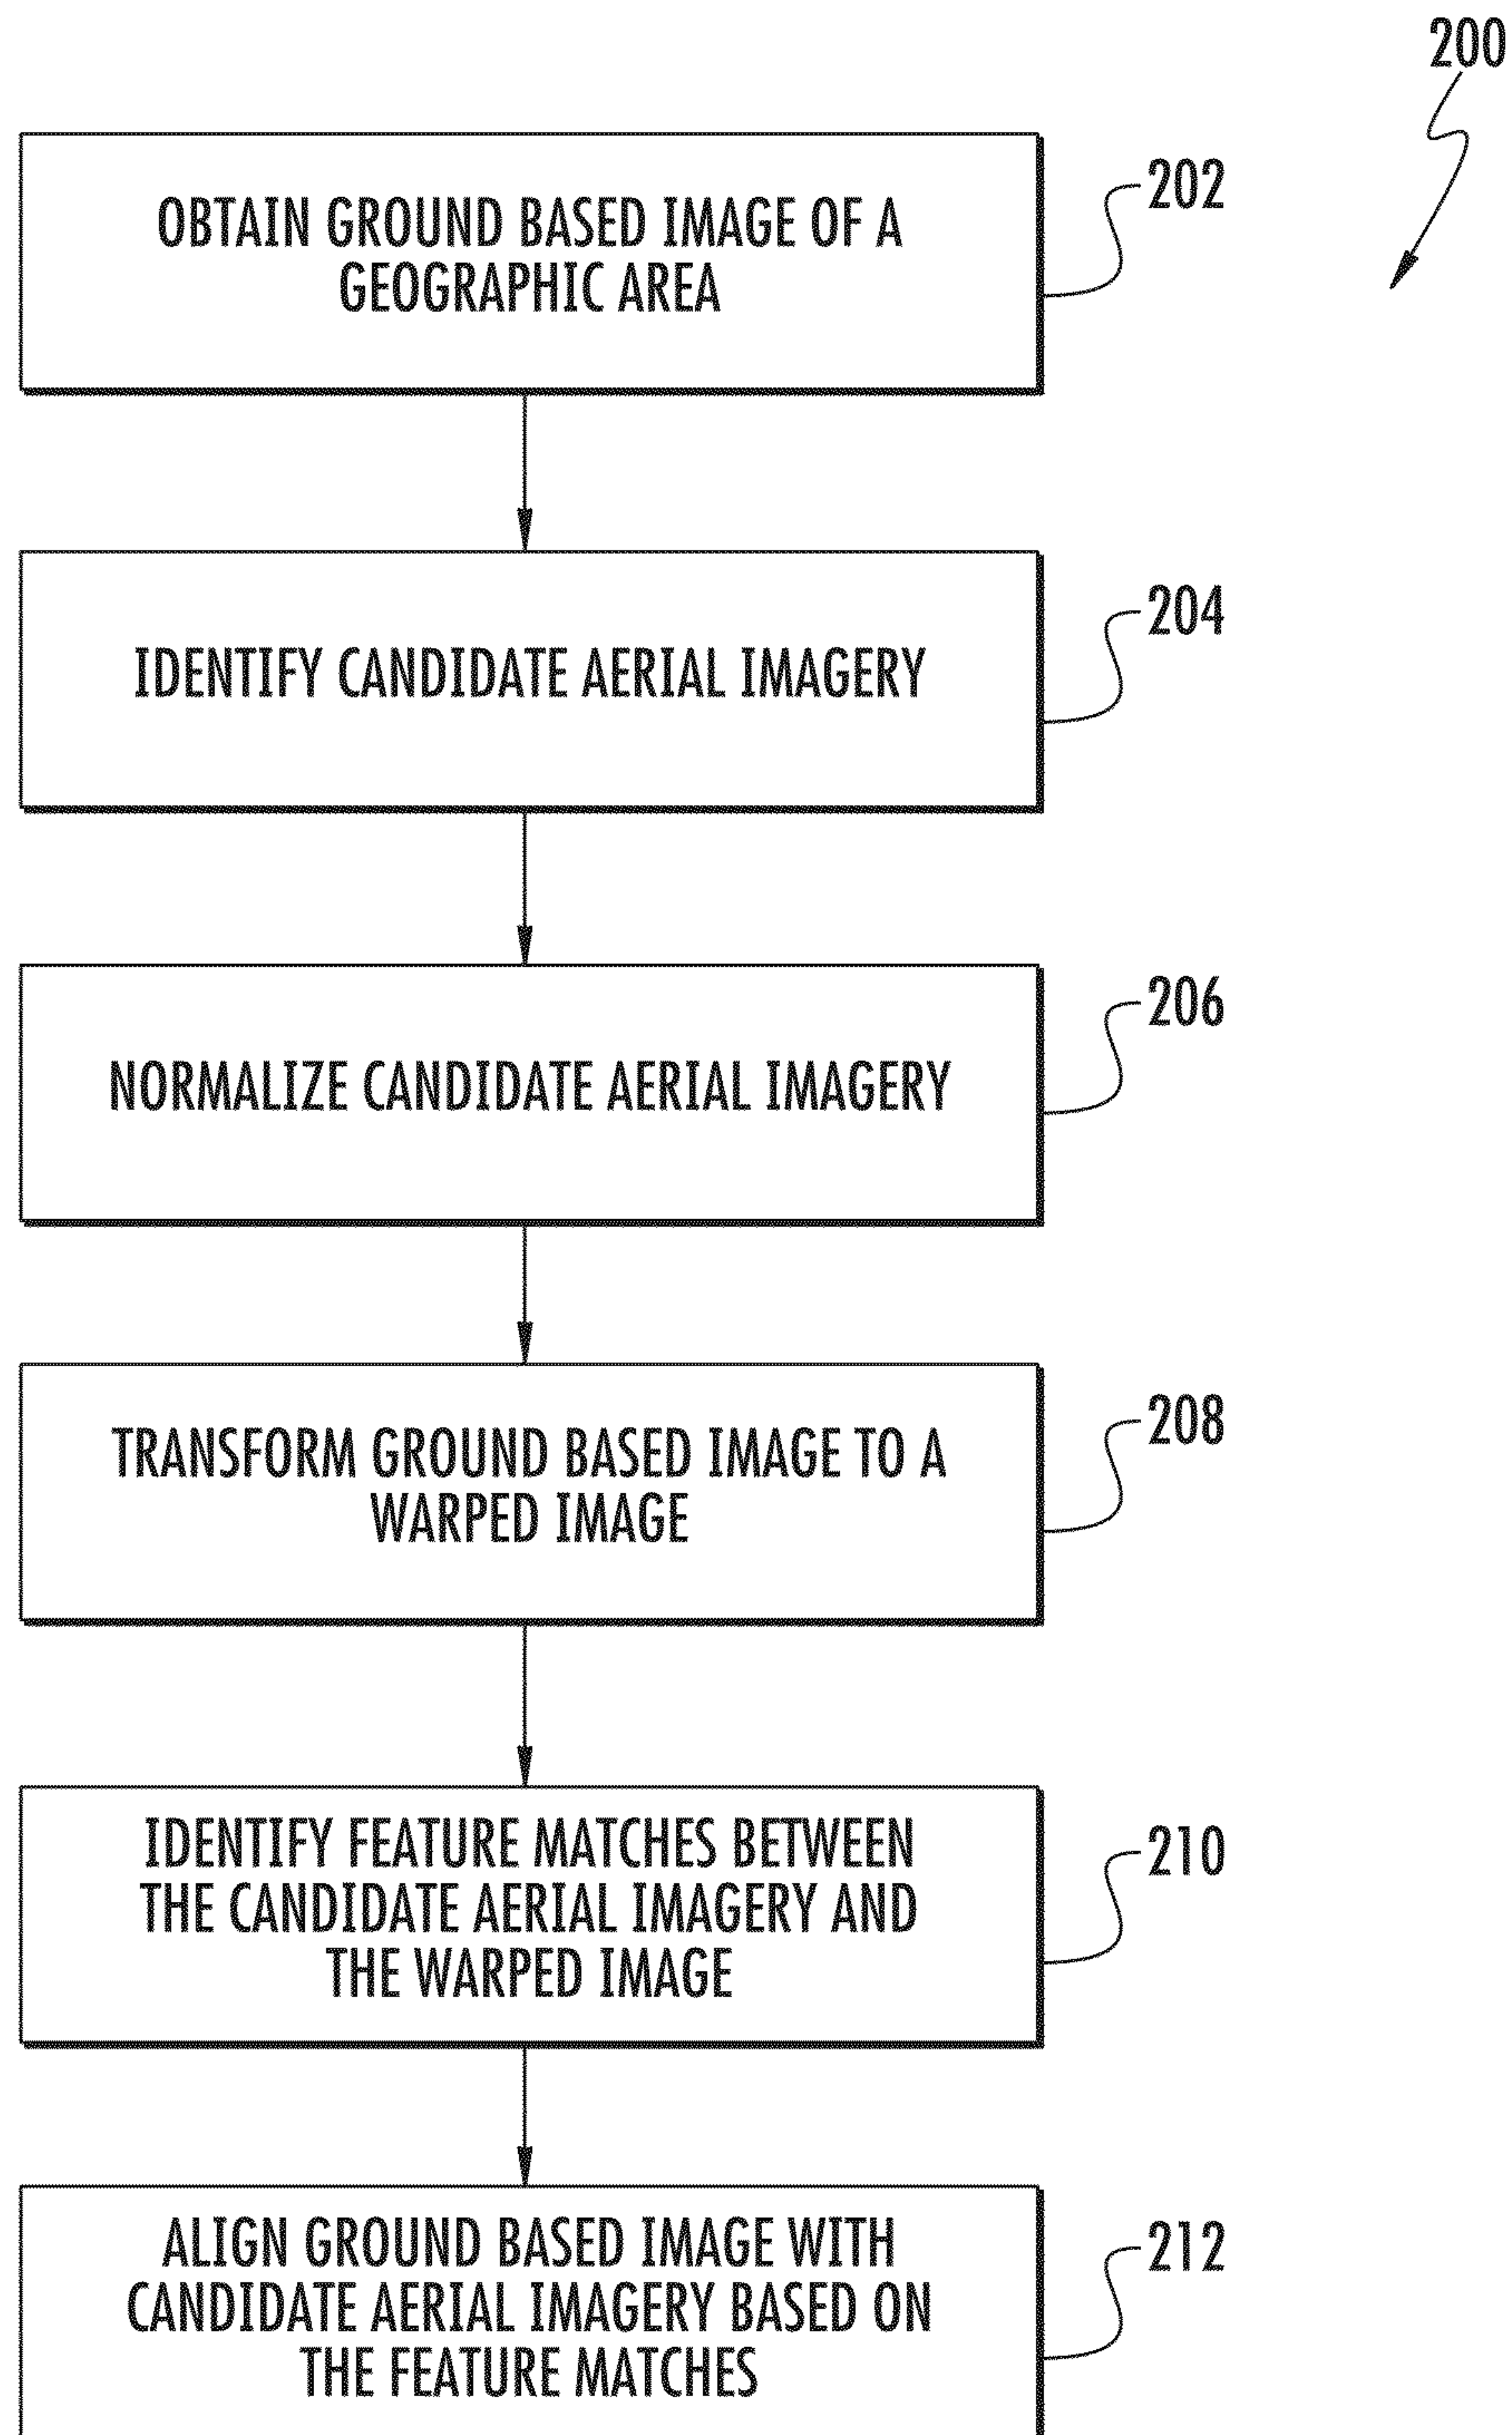 200
OBTAIN GROUND BASED IMAGE OF A
GEOGRAPHIC AREA
202
IDENTIFY CANDIDATE AERIAL IMAGERY
204
NORMALIZE CANDIDATE AERIAL IMAGERY
206
TRANSFORM GROUND BASED IMAGE TO A
WARPED IMAGE
208
IDENTIFY FEATURE MATCHES BETWEEN
THE CANDIDATE AERIAL IMAGERY AND
THE WARPED IMAGE
210
ALIGN GROUND BASED IMAGE WITH
CANDIDATE AERIAL IMAGERY BASED ON
THE FEATURE MATCHES
212